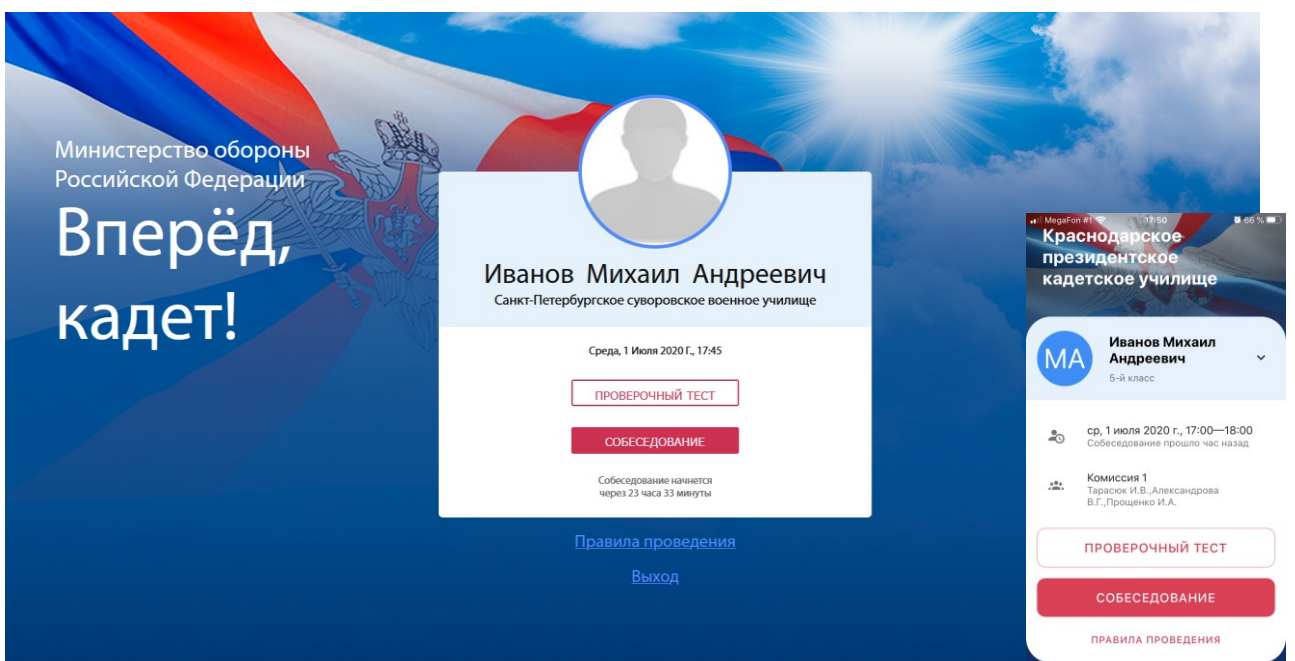 Министерство обороны
Российской Федерации
Вперёд,
кадет!
Иванов Михаил Андреевич
Санкт-Петербургское суворовское военное училище
Среда, 1 Июля 2020 Г., 17:45
ПРОВЕРОЧНЫЙ ТЕСТ
СОБЕСЕДОВАНИЕ
Собеседование начнется
через 23 часа 33 минуты
Правила проведения
Выход
MegaFon #1 17:50 66 %
Краснодарское
президентское
кадетское училище
МА
Иванов Михаил
Андреевич
5-й класс
ср, 1 июля 2020 г., 17:00—18:00
Собеседование прошло час назад
Комиссия 1
Тарасюк И.В.,Александрова
В.Г.,Прощенко И.А.
ПРОВЕРОЧНЫЙ ТЕСТ
СОБЕСЕДОВАНИЕ
ПРАВИЛА ПРОВЕДЕНИЯ